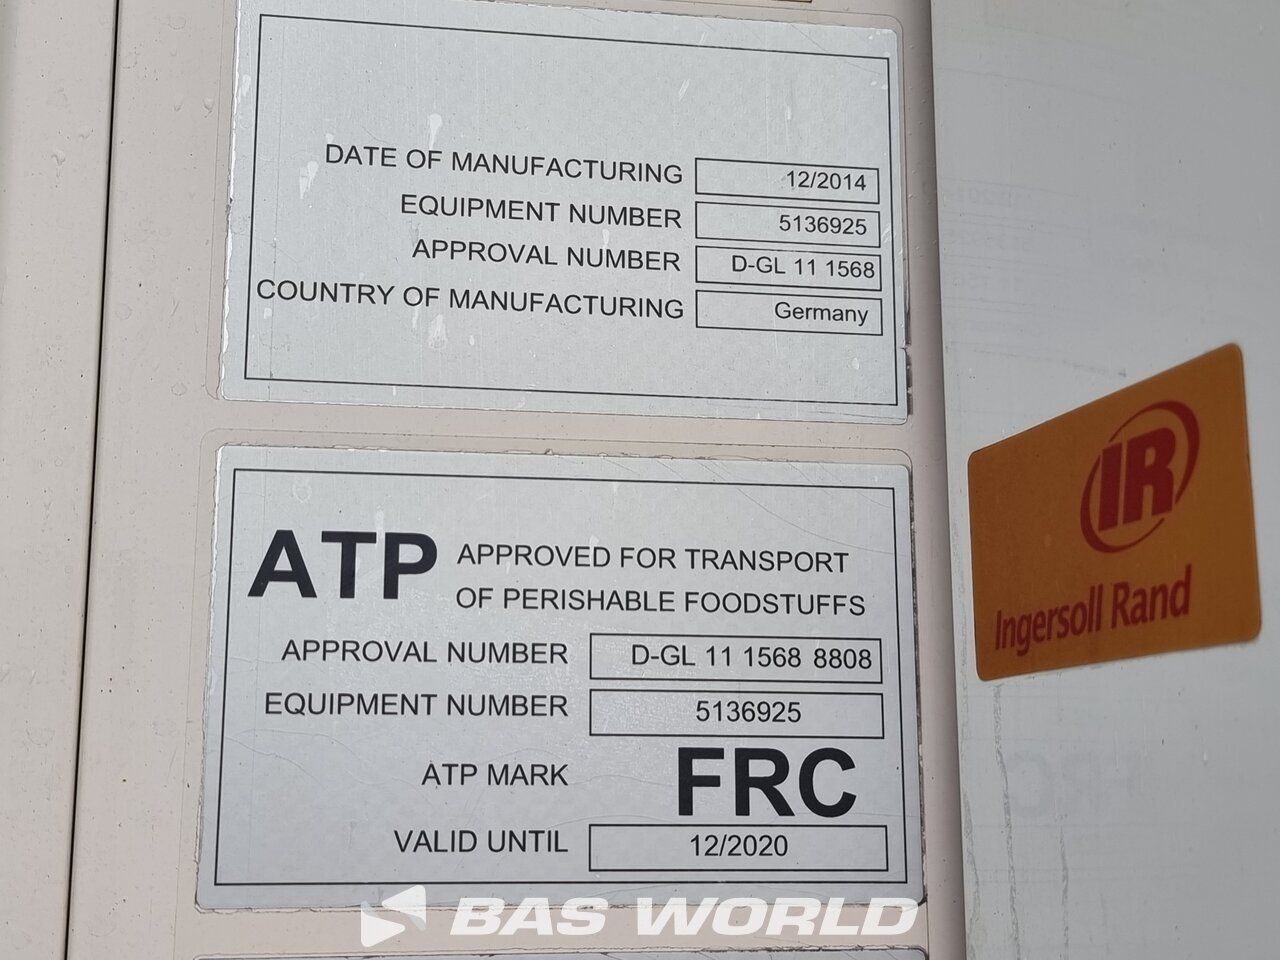 DATE OF MANUFACTURING 12/2014
EQUIPMENT NUMBER 5136925
APPROVAL NUMBER D-GL 11 1568
COUNTRY OF MANUFACTURING Germany
ATP APPROVED FOR TRANSPORT
OF PERISHABLE FOODSTUFFS
APPROVAL NUMBER D-GL 11 1568 8808
EQUIPMENT NUMBER 5136925
ATP MARK FRC
VALID UNTIL 12/2020
IR
Ingersoll Rand
BAS WORLD